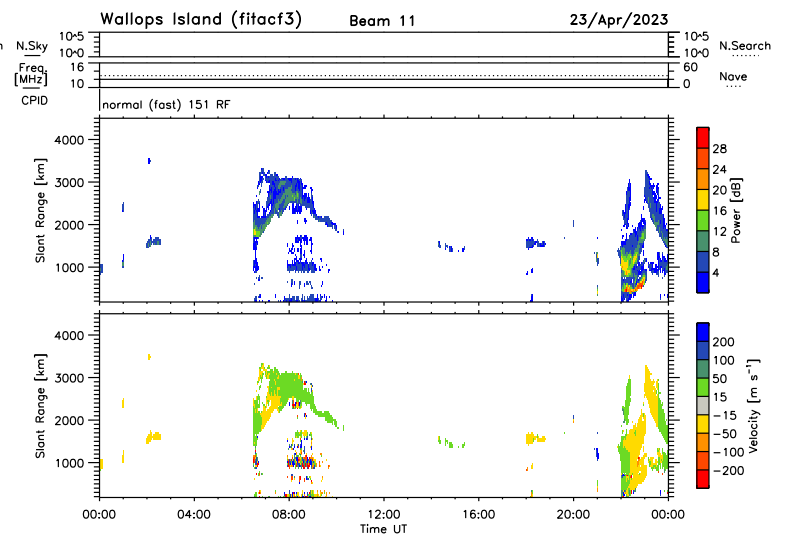 Wallops Island (fitacf3) Beam 11 23/Apr/2023
n N.Sky 10^5 10^5 N.Search
10^0 10^0
Freq. 16 60 Nave
[MHz] 10 0
CPID normal (fast) 151 RF
Slant Range [km]
4000
3000
2000
1000
28
24
20
16
12
8
4
Power [dB]
Slant Range [km]
4000
3000
2000
1000
200
100
50
15
-15
-50
-100
-200
Velocity [m s⁻¹]
00:00 04:00 08:00 12:00 16:00 20:00 00:00
Time UT